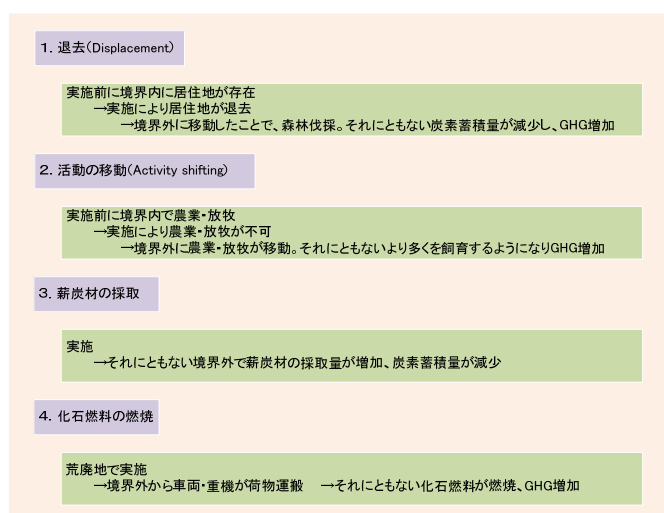 1. 退去(Displacement)
実施前に境界内に居住地が存在
→実施により居住地が退去
→境界外に移動したことで、森林伐採。それにともない炭素蓄積量が減少し、GHG増加
2. 活動の移動(Activity shifting)
実施前に境界内で農業・放牧
→実施により農業・放牧が不可
→境界外に農業・放牧が移動。それにともないより多くを飼育するようになりGHG増加
3. 薪炭材の採取
実施
→それにともない境界外で薪炭材の採取量が増加、炭素蓄積量が減少
4. 化石燃料の燃焼
荒廃地で実施
→境界外から車両・重機が荷物運搬 →それにともない化石燃料が燃焼、GHG増加